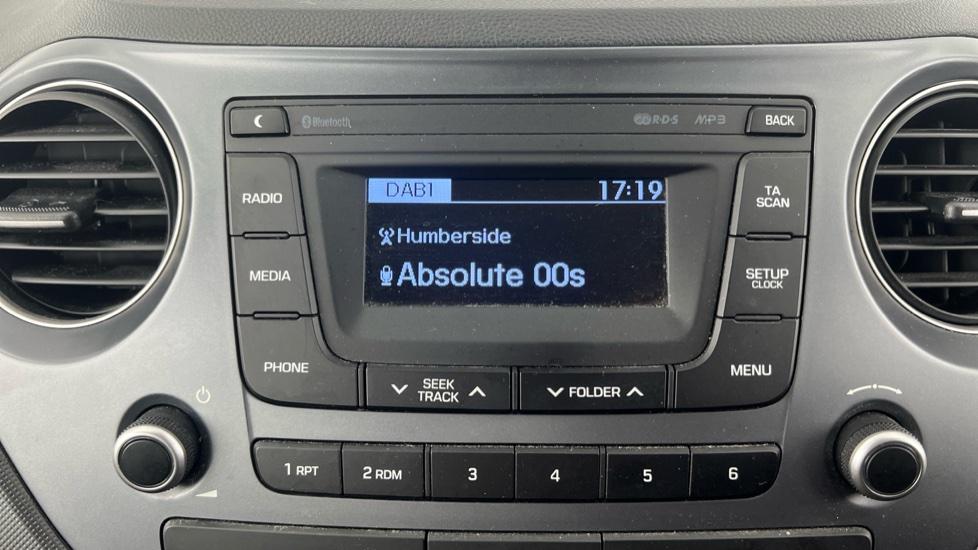 Bluetooth
RDS
MP3
BACK
RADIO
DAB1
17:19
TA
SCAN
Humberside
MEDIA
Absolute 00s
SETUP
CLOCK
PHONE
SEEK
TRACK
FOLDER
MENU
1 RPT
2 RDM
3
4
5
6